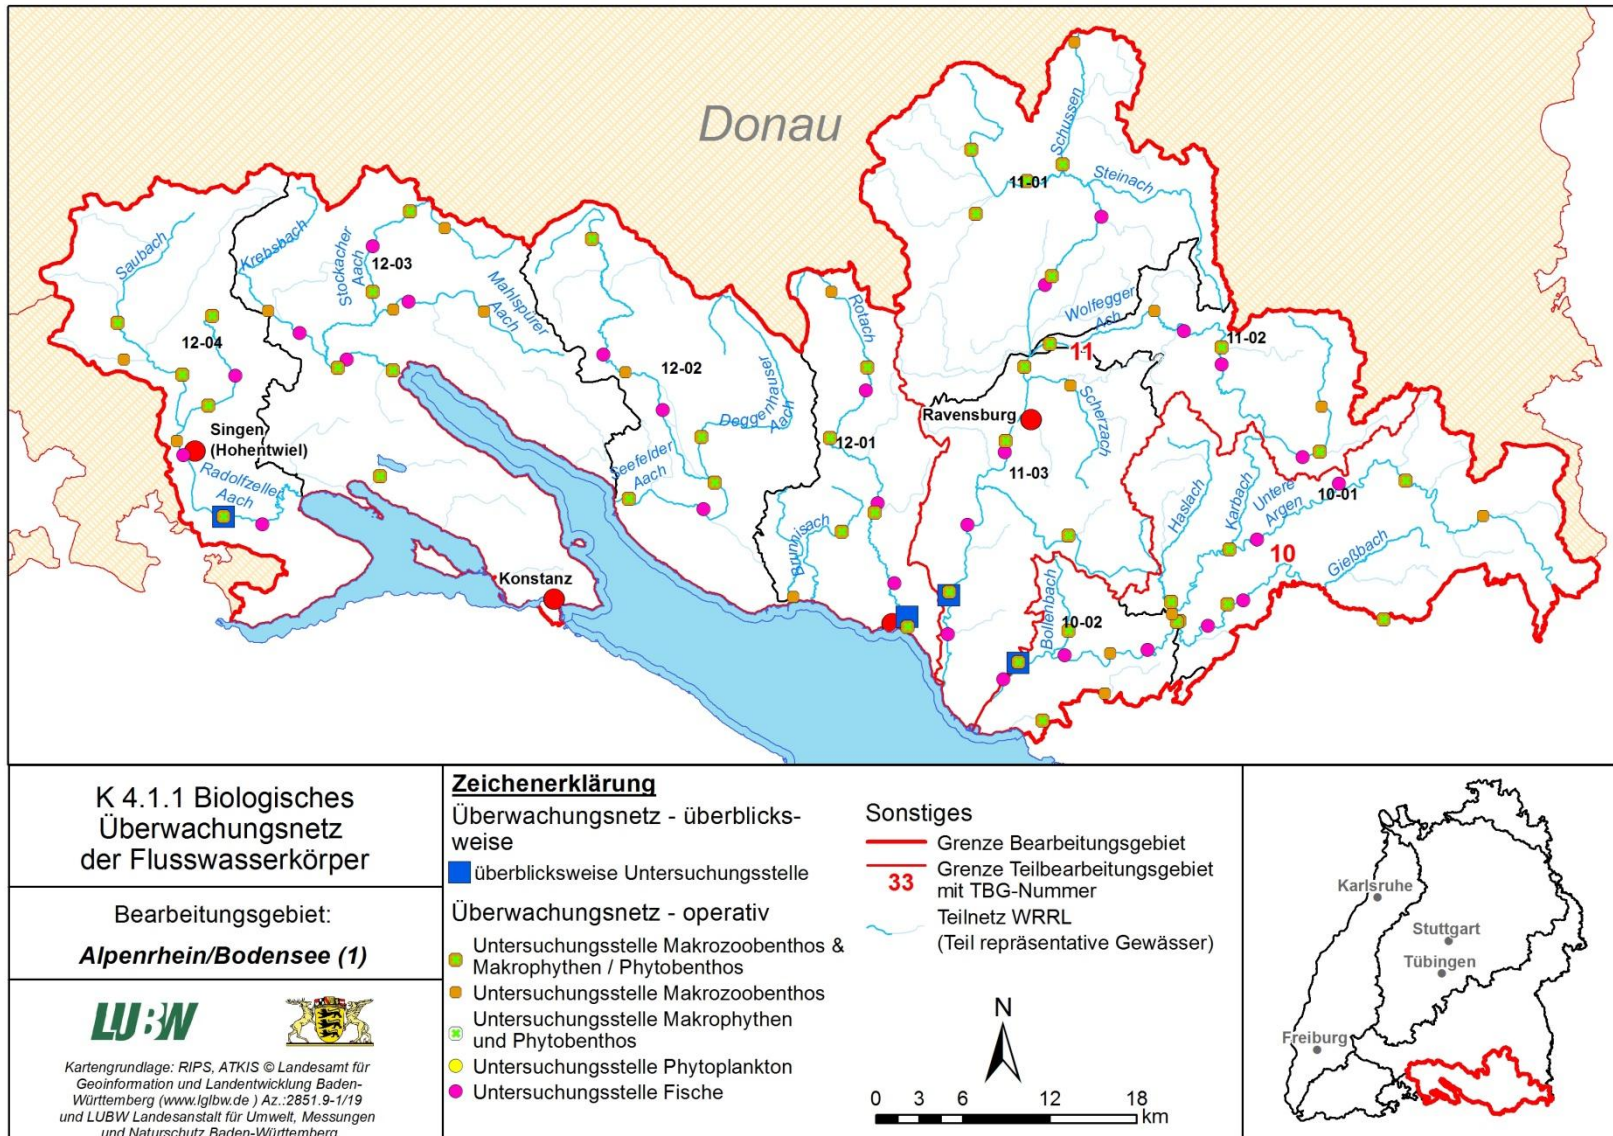 Donau
Schussen
Steinach
11-01
Saubach
Krebsbach
Stockacher
Aach
12-03
Mahlspürer
Aach
Rotach
Wolfegger
Ach
11-02
12-04
12-02
Deggenhauser
Aach
11
Scherzach
Ravensburg
Singen
(Hohentwiel)
Radolfzeller
Aach
Seefelder
Aach
12-01
11-03
Haslach
Karbach
Untere
Argen
10-01
10
Gießbach
Brunnisach
Konstanz
Bollenbach
10-02
K 4.1.1 Biologisches
Überwachungsnetz
der Flusswasserkörper
Bearbeitungsgebiet:
Alpenrhein/Bodensee (1)
LUBW
Kartengrundlage: RIPS, ATKIS © Landesamt für
Geoinformation und Landentwicklung Baden-
Württemberg (www.lglbw.de ) Az.:2851.9-1/19
und LUBW Landesanstalt für Umwelt, Messungen
und Naturschutz Baden-Württemberg
Zeichenerklärung
Überwachungsnetz - überblicks-
weise
überblicksweise Untersuchungsstelle
Überwachungsnetz - operativ
Untersuchungsstelle Makrozoobenthos &
Makrophythen / Phytobenthos
Untersuchungsstelle Makrozoobenthos
Untersuchungsstelle Makrophythen
und Phytobenthos
Untersuchungsstelle Phytoplankton
Untersuchungsstelle Fische
Sonstiges
Grenze Bearbeitungsgebiet
Grenze Teilbearbeitungsgebiet
33 mit TBG-Nummer
Teilnetz WRRL
(Teil repräsentative Gewässer)
N
0 3 6 12 18
km
Karlsruhe
Stuttgart
Tübingen
Freiburg